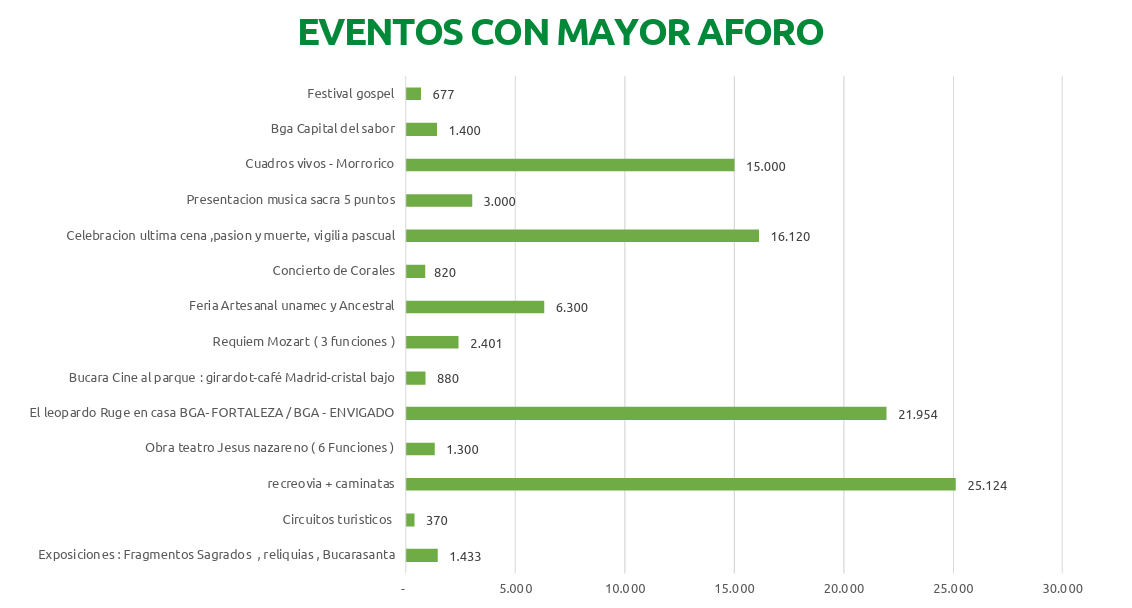 EVENTOS CON MAYOR AFORO
Festival gospel 677
Bga Capital del sabor 1.400
Cuadros vivos - Morrorico 15.000
Presentacion musica sacra 5 puntos 3.000
Celebracion ultima cena ,pasion y muerte, vigilia pascual 16.120
Concierto de Corales 820
Feria Artesanal unamec y Ancestral 6.300
Requiem Mozart ( 3 funciones ) 2.401
Bucara Cine al parque : girardot-café Madrid-cristal bajo 880
El leopardo Ruge en casa BGA-FORTALEZA / BGA - ENVIGADO 21.954
Obra teatro Jesus nazareno ( 6 Funciones ) 1.300
recreovia + caminatas 25.124
Circuitos turisticos 370
Exposiciones : Fragmentos Sagrados , reliquias , Bucarasanta 1.433
- 5.000 10.000 15.000 20.000 25.000 30.000